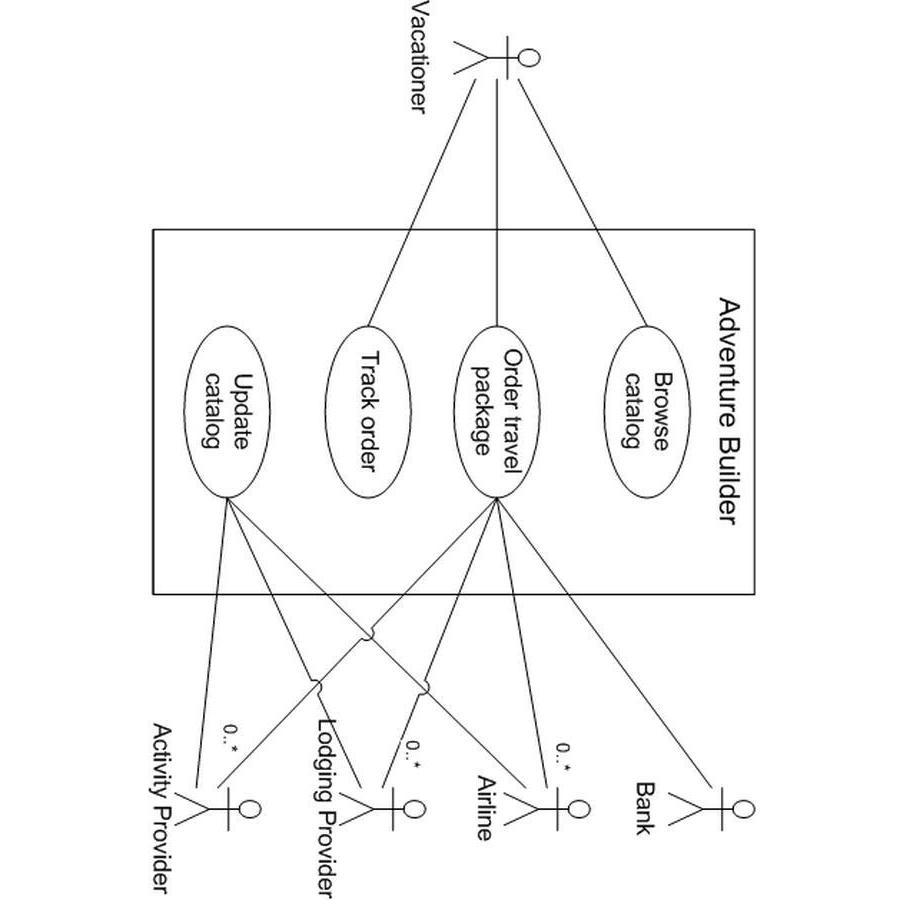 Adventure Builder
Vacationer
Browse
catalog
Order travel
package
Track order
Update
catalog
Bank
0..*
Airline
0..*
Lodging Provider
0..*
Activity Provider